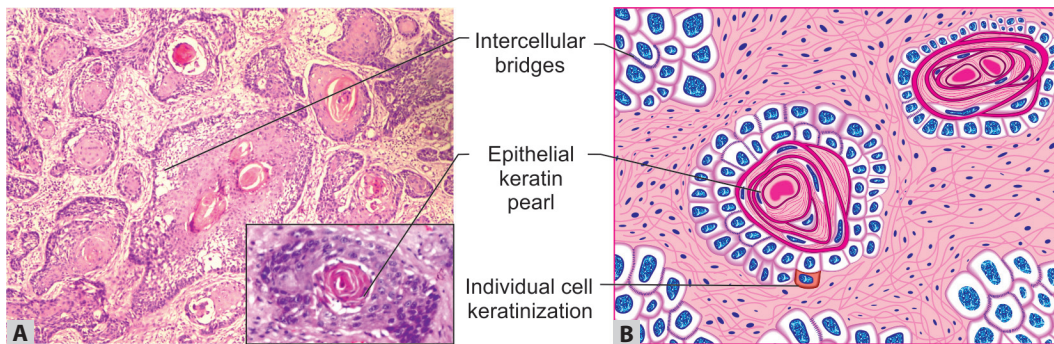 Intercellular
bridges
Epithelial
keratin
pearl
Individual cell
keratinization
A
B